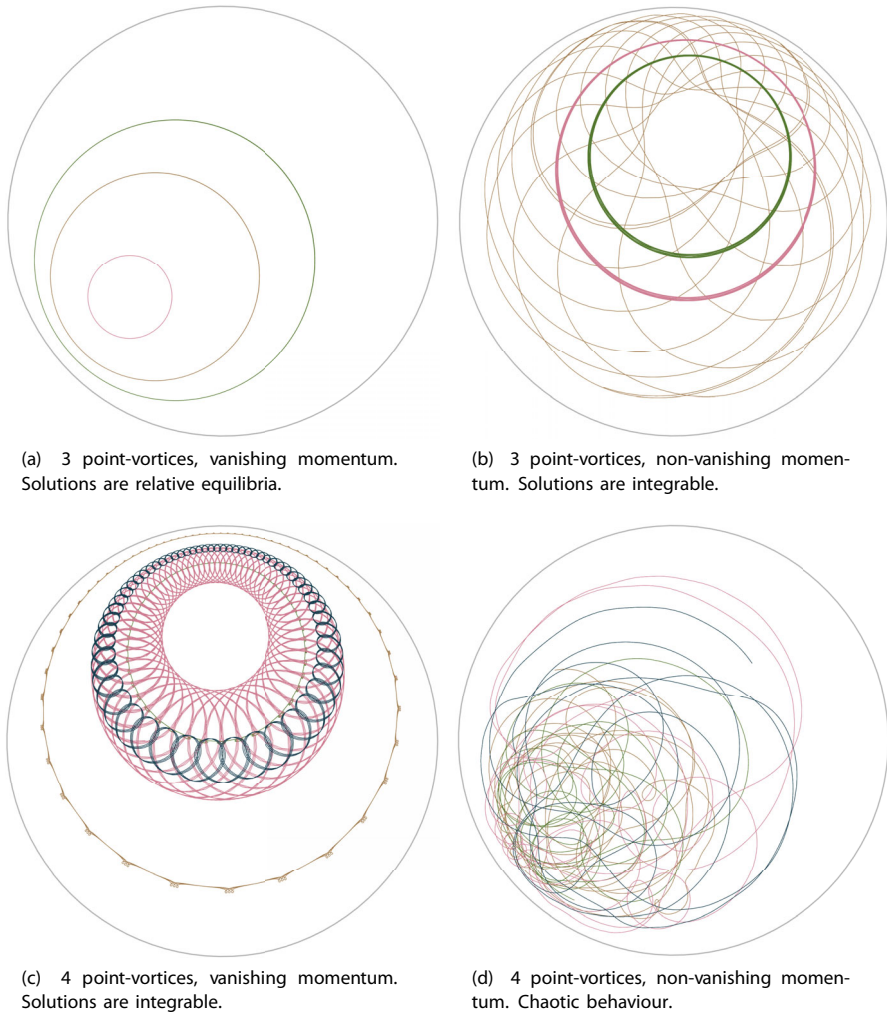 (a) 3 point-vortices, vanishing momentum.
Solutions are relative equilibria.
(b) 3 point-vortices, non-vanishing momen-
tum. Solutions are integrable.
(c) 4 point-vortices, vanishing momentum.
Solutions are integrable.
(d) 4 point-vortices, non-vanishing momen-
tum. Chaotic behaviour.